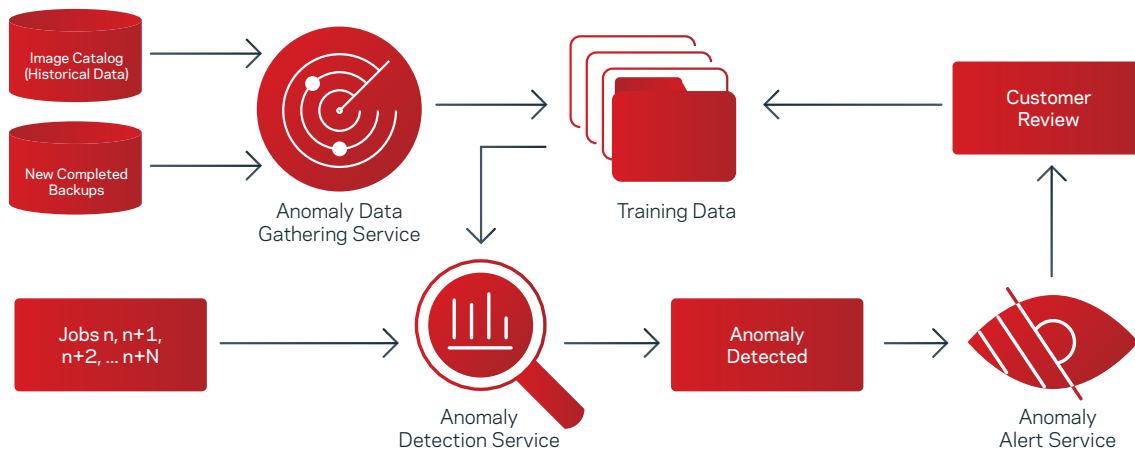 Image Catalog
(Historical Data)
New Completed
Backups
Anomaly Data
Gathering Service
Training Data
Customer
Review
Jobs n, n+1,
n+2, ... n+N
Anomaly
Detection Service
Anomaly
Detected
Anomaly
Alert Service